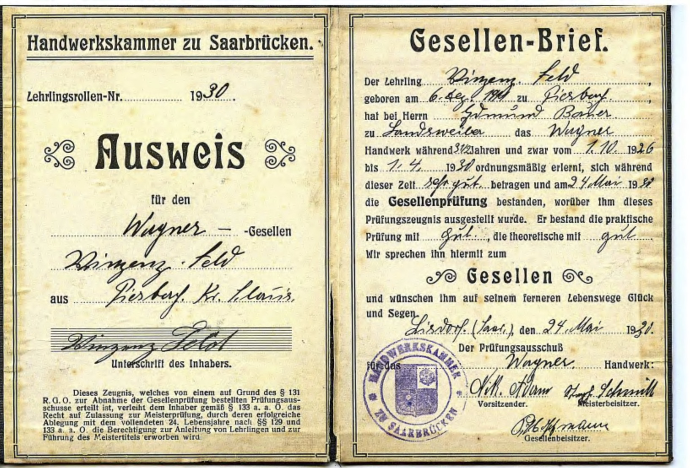 Handwerkskammer zu Saarbrücken.
Lehrlingsrollen-Nr. 1930.
Ausweis
für den
Wagner - -Gesellen
Vinzenz Feld
aus
Vinzenz Feld
Unterschrift des Inhabers.
Dieses Zeugnis, welches von einem auf Grund des § 131
R.G.O. zur Abnahme der Gesellenprüfung bestellten Prüfungsaus-
schusse erteilt ist, verleiht dem Inhaber gemäß § 133 a. a. O. das
Recht auf Zulassung zur Meisterprüfung, durch deren erfolgreiche
Ablegung mit dem vollendeten 24. Lebensjahre nach §§ 129 und
133 a. a. O. die Berechtigung zur Anleitung von Lehrlingen und zur
Führung des Meistertitels erworben wird
Gesellen-Brief.
Der Lehrling Vinzenz Feld,
geboren am 6. Dez. zu
hat bei Herrn Edmund Bauer
zu Landsweiler das Wagner
Handwerk während 3 1/2 Jahren und zwar vom 1.10 1926
bis 1.4. 1930 ordnungsmäßig erlernt, sich während
dieser Zeit sehr gut betragen und am 24 Mai 1930
die Gesellenprüfung bestanden, worüber ihm dieses
Prüfungszeugnis ausgestellt wurde. Er bestand die praktische
Prüfung mit gut, die theoretische mit gut.
Wir sprechen ihn hiermit zum
Gesellen
und wünschen ihm auf seinem ferneren Lebenswege Glück
und Segen.
Lisdorf (Saar), den 24. Mai 1930.
Der Prüfungsausschuß
für das Wagner Handwerk:
Nik. Adam Jos. Schmitt
Vorsitzender. Meisterbeisitzer.
Gesellenbeisitzer.
HANDWERKSKAMMER
ZU SAARBRÜCKEN